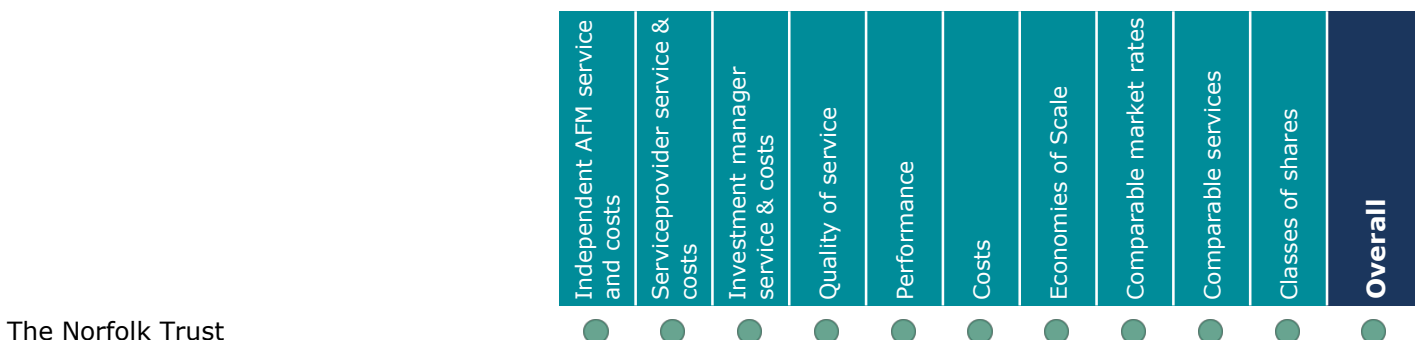 Independent AFM service
and costs
Serviceprovider service &
costs
Investment manager
service & costs
Quality of service
Performance
Costs
Economies of Scale
Comparable market rates
Comparable services
Classes of shares
Overall
The Norfolk Trust